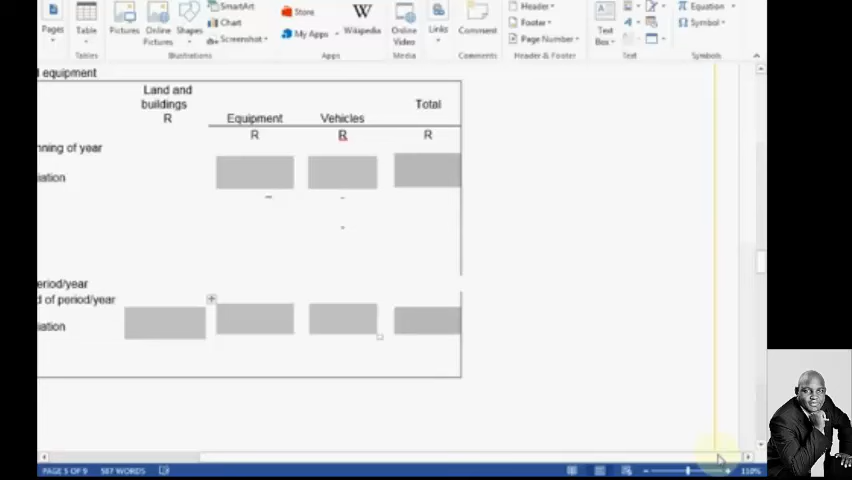 SmartArt
Store
Header
Equation
Chart
Footer
Symbol
Pages
Table
Pictures
Online
Pictures
Shapes
Screenshot
My Apps
Wikipedia
Online
Video
Links
Comment
Page Number
Text
Box
Tables
Illustrations
Apps
Media
Comments
Header & Footer
Text
Symbols
equipment
Land and
buildings
R
Equipment
Vehicles
Total
R
R
R
nning of year
iation
eriod/year
d of period/year
iation
PAGE 5 OF 9
587 WORDS
110%